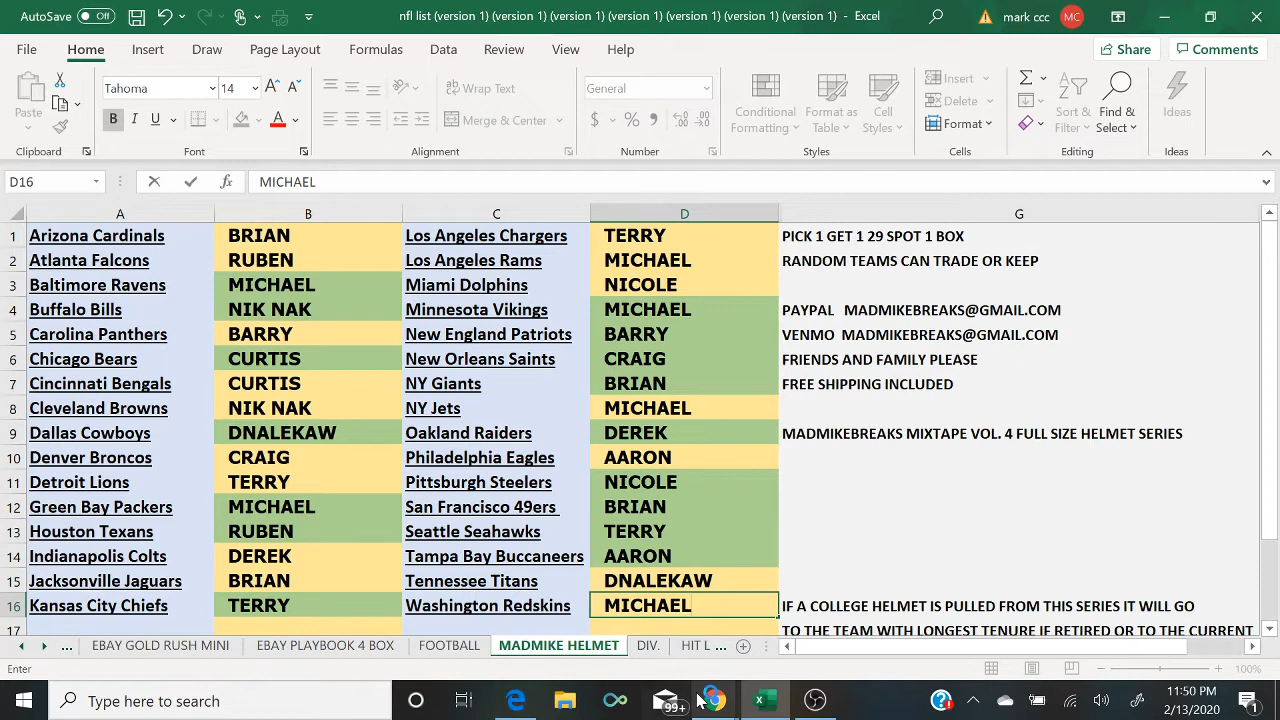 AutoSave Off nfl list (version 1) (version 1) (version 1) (version 1) (version 1) (version 1) (version 1) - Excel mark ccc MC
File Home Insert Draw Page Layout Formulas Data Review View Help Share Comments
Tahoma 14 Wrap Text General Insert
Paste B I U Merge & Center $ % Conditional Formatting Format as Table Cell Styles Delete Format Sort & Filter Find & Select Ideas
Clipboard Font Alignment Number Styles Cells Editing Ideas
D16 fx MICHAEL
A B C D G
1 Arizona Cardinals BRIAN Los Angeles Chargers TERRY PICK 1 GET 1 29 SPOT 1 BOX
2 Atlanta Falcons RUBEN Los Angeles Rams MICHAEL RANDOM TEAMS CAN TRADE OR KEEP
3 Baltimore Ravens MICHAEL Miami Dolphins NICOLE
4 Buffalo Bills NIK NAK Minnesota Vikings MICHAEL PAYPAL MADMIKEBREAKS@GMAIL.COM
5 Carolina Panthers BARRY New England Patriots BARRY VENMO MADMIKEBREAKS@GMAIL.COM
6 Chicago Bears CURTIS New Orleans Saints CRAIG FRIENDS AND FAMILY PLEASE
7 Cincinnati Bengals CURTIS NY Giants BRIAN FREE SHIPPING INCLUDED
8 Cleveland Browns NIK NAK NY Jets MICHAEL
9 Dallas Cowboys DNALEKAW Oakland Raiders DEREK MADMIKEBREAKS MIXTAPE VOL. 4 FULL SIZE HELMET SERIES
10 Denver Broncos CRAIG Philadelphia Eagles AARON
11 Detroit Lions TERRY Pittsburgh Steelers NICOLE
12 Green Bay Packers MICHAEL San Francisco 49ers BRIAN
13 Houston Texans RUBEN Seattle Seahawks TERRY
14 Indianapolis Colts DEREK Tampa Bay Buccaneers AARON
15 Jacksonville Jaguars BRIAN Tennessee Titans DNALEKAW
16 Kansas City Chiefs TERRY Washington Redskins MICHAEL IF A COLLEGE HELMET IS PULLED FROM THIS SERIES IT WILL GO
17 TO THE TEAM WITH LONGEST TENURE IF RETIRED OR TO THE CURRENT
... EBAY GOLD RUSH MINI EBAY PLAYBOOK 4 BOX FOOTBALL MADMIKE HELMET DIV. HIT L ...
Enter 100%
Type here to search 99+ 11:50 PM
2/13/2020 1